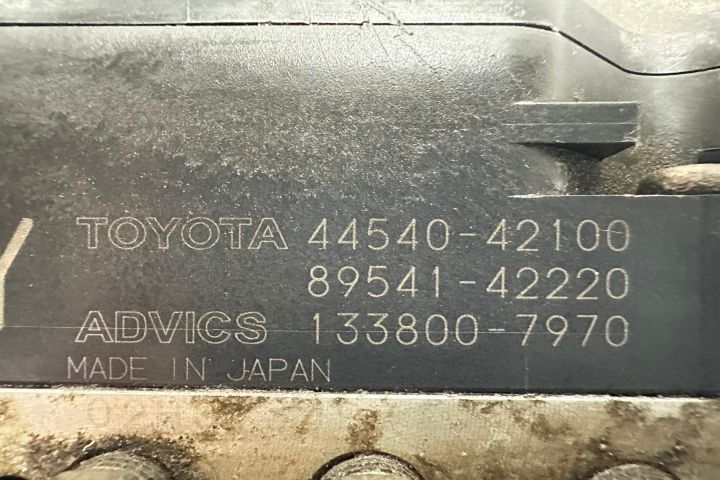 TOYOTA 44540-42100
89541-42220
ADVICS 133800-7970
MADE IN JAPAN